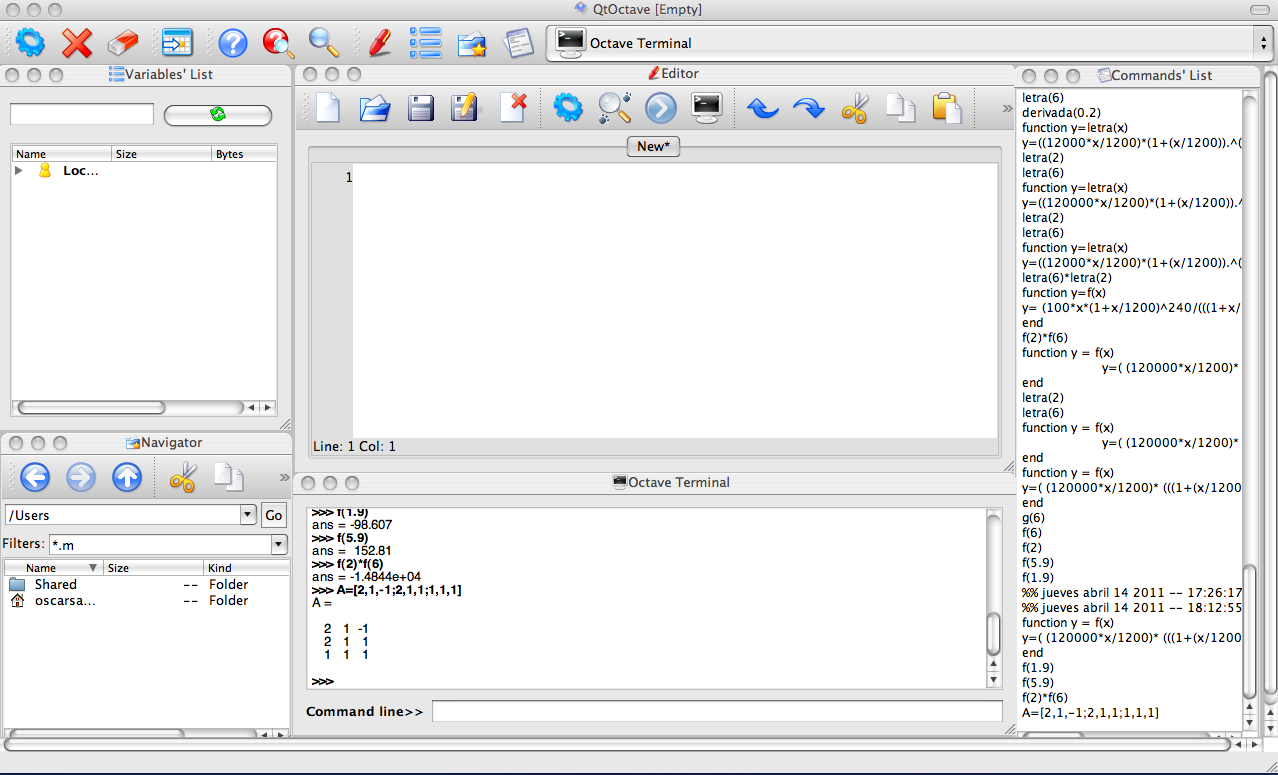 QtOctave [Empty]
Octave Terminal
Variables' List
Name Size Bytes
Loc...
Navigator
/Users Go
Filters: *.m
Name Size Kind
Shared -- Folder
oscarsa... -- Folder
Editor
New*
1
Line: 1 Col: 1
Octave Terminal
>>> f(1.9)
ans = -98.607
>>> f(5.9)
ans = 152.81
>>> f(2)*f(6)
ans = -1.4844e+04
>>> A=[2,1,-1;2,1,1;1,1,1]
A =
2 1 -1
2 1 1
1 1 1
>>>
Command line>>
Commands' List
letra(6)
derivada(0.2)
function y=letra(x)
y=((12000*x/1200)*(1+(x/1200)).^(
letra(2)
letra(6)
function y=letra(x)
y=((120000*x/1200)*(1+(x/1200)).^
letra(2)
letra(6)
function y=letra(x)
y=((12000*x/1200)*(1+(x/1200)).^(
letra(6)*letra(2)
function y=f(x)
y= (100*x*(1+x/1200)^240/(((1+x/
end
f(2)*f(6)
function y = f(x)
y=( (120000*x/1200)*
end
letra(2)
letra(6)
function y = f(x)
y=( (120000*x/1200)*
end
function y = f(x)
y=( (120000*x/1200)* (((1+(x/1200
end
g(6)
f(6)
f(2)
f(5.9)
f(1.9)
%% jueves abril 14 2011 -- 17:26:17
%% jueves abril 14 2011 -- 18:12:55
function y = f(x)
y=( (120000*x/1200)* (((1+(x/1200
end
f(1.9)
f(5.9)
f(2)*f(6)
A=[2,1,-1;2,1,1;1,1,1]